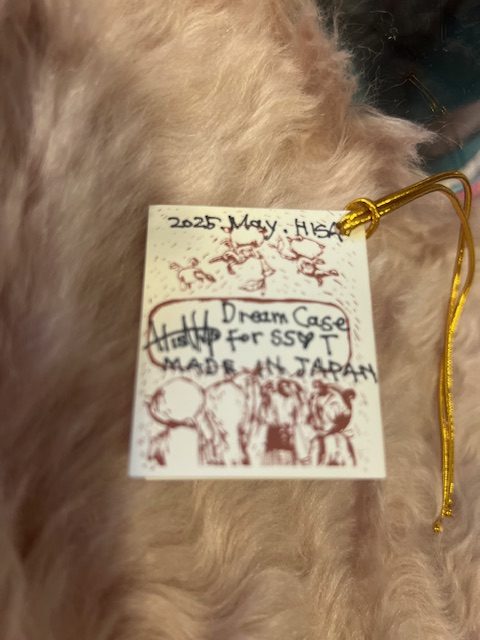 2025. May. HISA
Dream Case
for SS♥T
MADE IN JAPAN